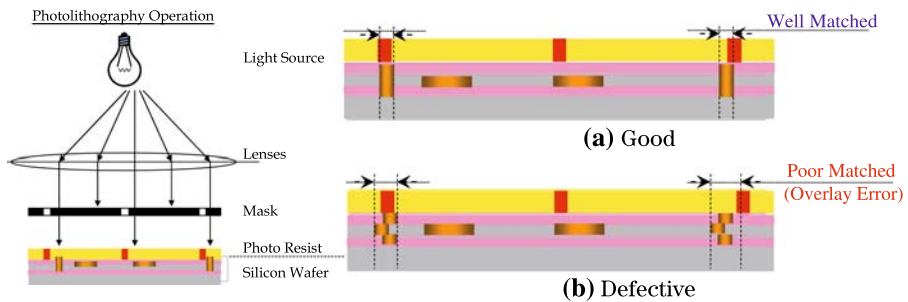 Photolithography Operation
Light Source
Lenses
Mask
Photo Resist
Silicon Wafer
Well Matched
(a) Good
Poor Matched
(Overlay Error)
(b) Defective